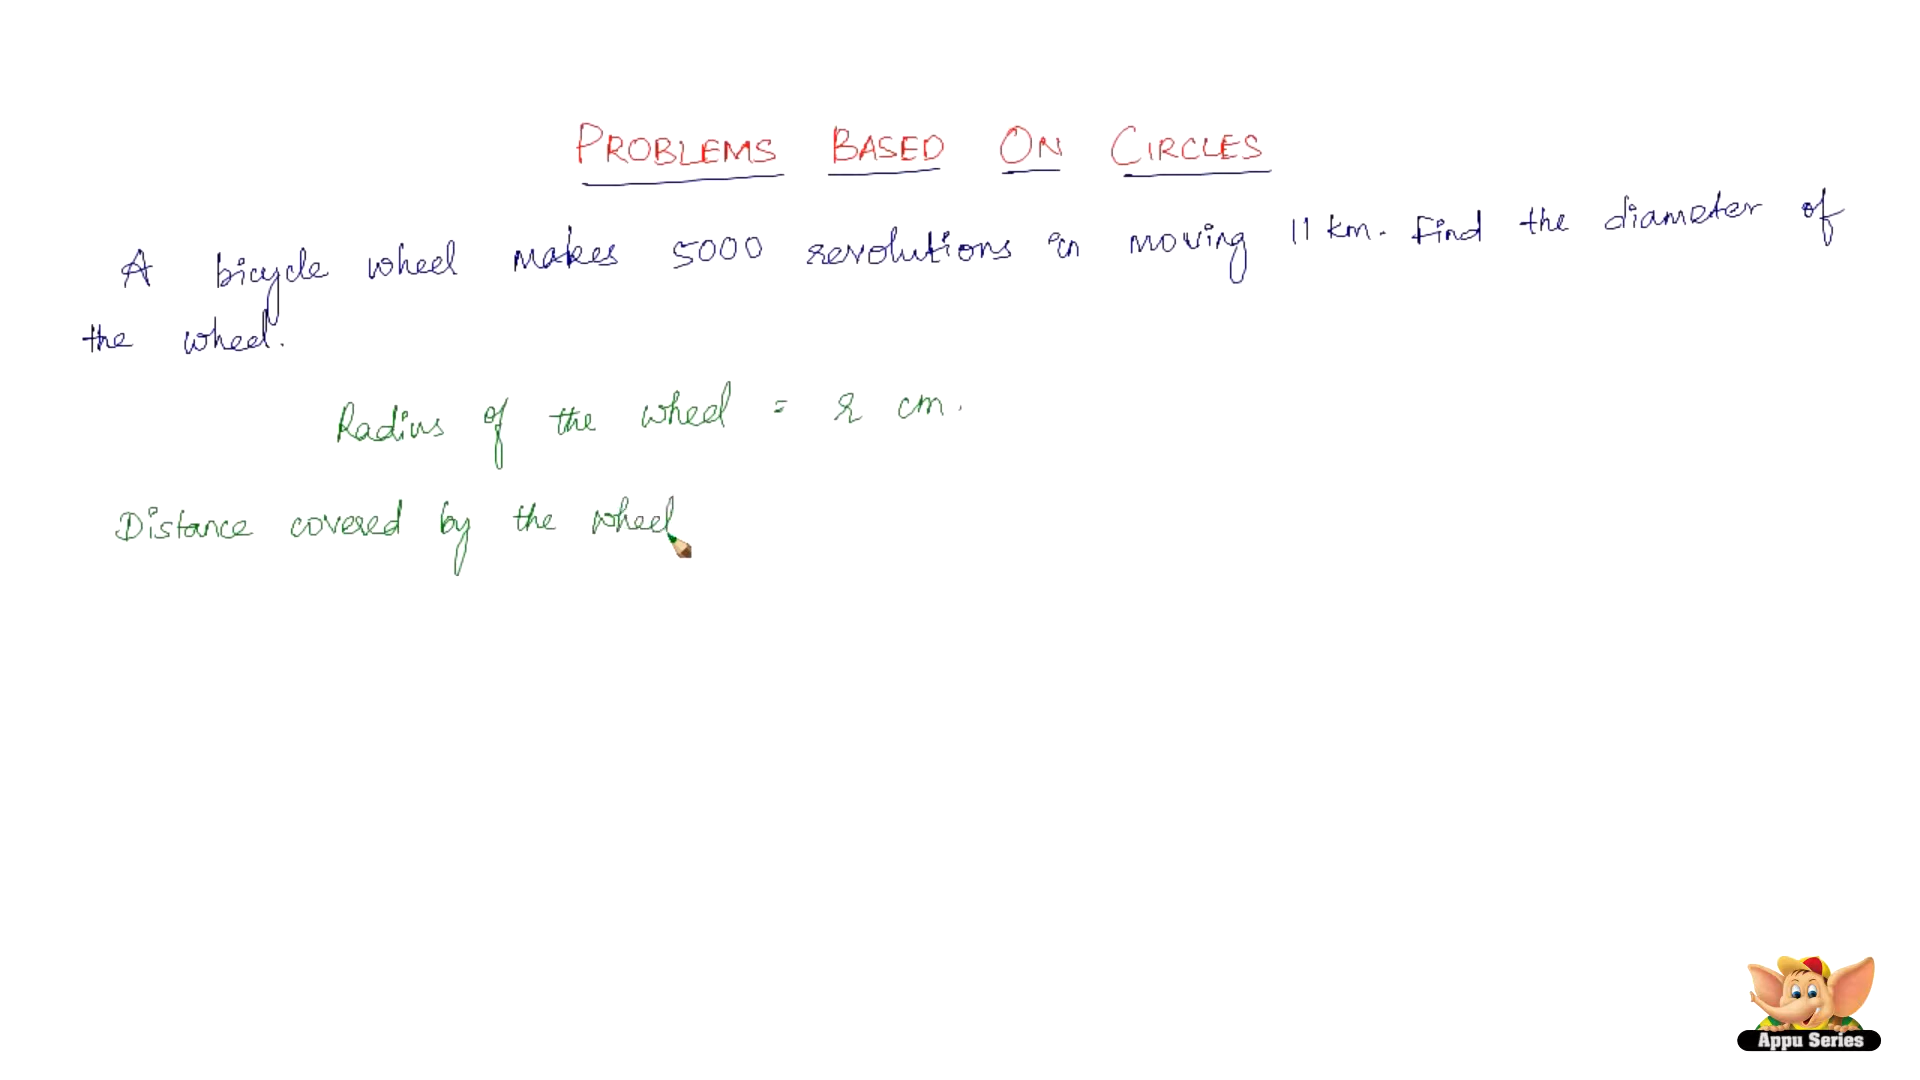 PROBLEMS BASED ON CIRCLES
A bicycle wheel makes 5000 revolutions in moving 11 km. Find the diameter of
the wheel.
Radius of the wheel = r cm.
Distance covered by the wheel
Appu Series